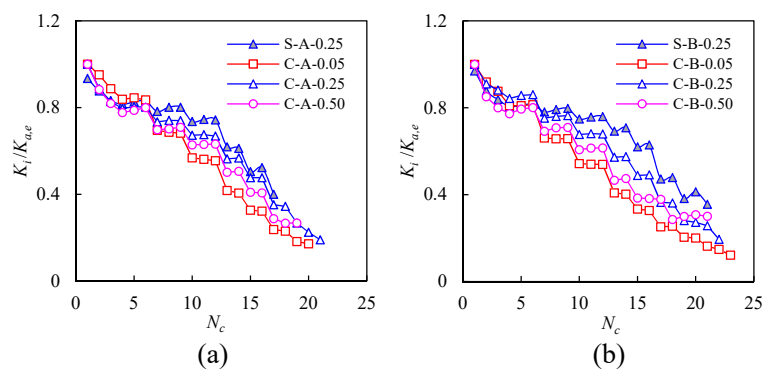 1.2
0.8
0.4
0
K_i/K_{a,e}
S-A-0.25
C-A-0.05
C-A-0.25
C-A-0.50
0 5 10 15 20 25
N_c
(a)
1.2
0.8
0.4
0
K_i/K_{a,e}
S-B-0.25
C-B-0.05
C-B-0.25
C-B-0.50
0 5 10 15 20 25
N_c
(b)